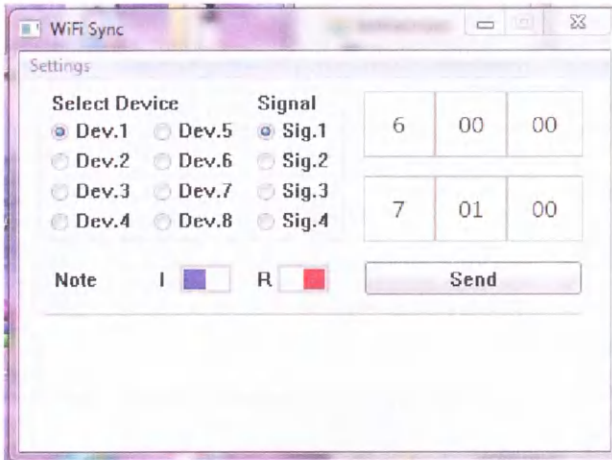 WiFi Sync
Settings
Select Device Signal
Dev.1 Dev.5 Sig.1 6 00 00
Dev.2 Dev.6 Sig.2
Dev.3 Dev.7 Sig.3 7 01 00
Dev.4 Dev.8 Sig.4
Note I R Send